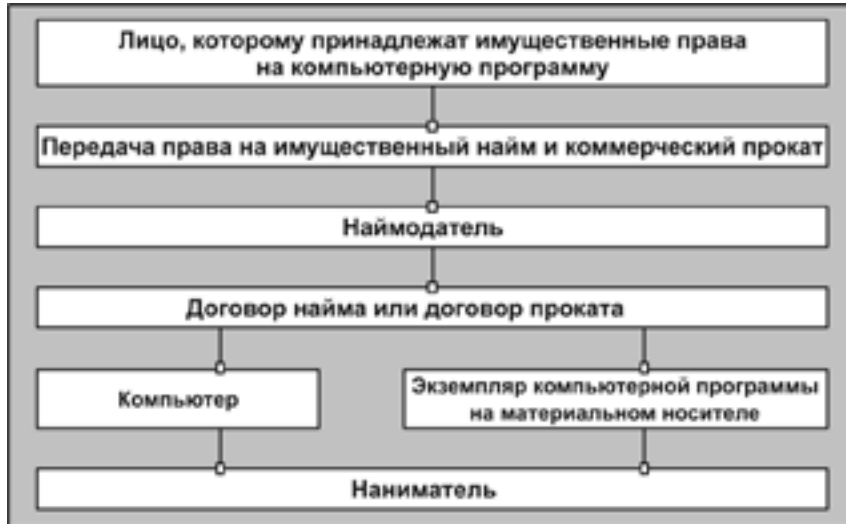 Лицо, которому принадлежат имущественные права
на компьютерную программу
Передача права на имущественный найм и коммерческий прокат
Наймодатель
Договор найма или договор проката
Компьютер
Экземпляр компьютерной программы
на материальном носителе
Наниматель